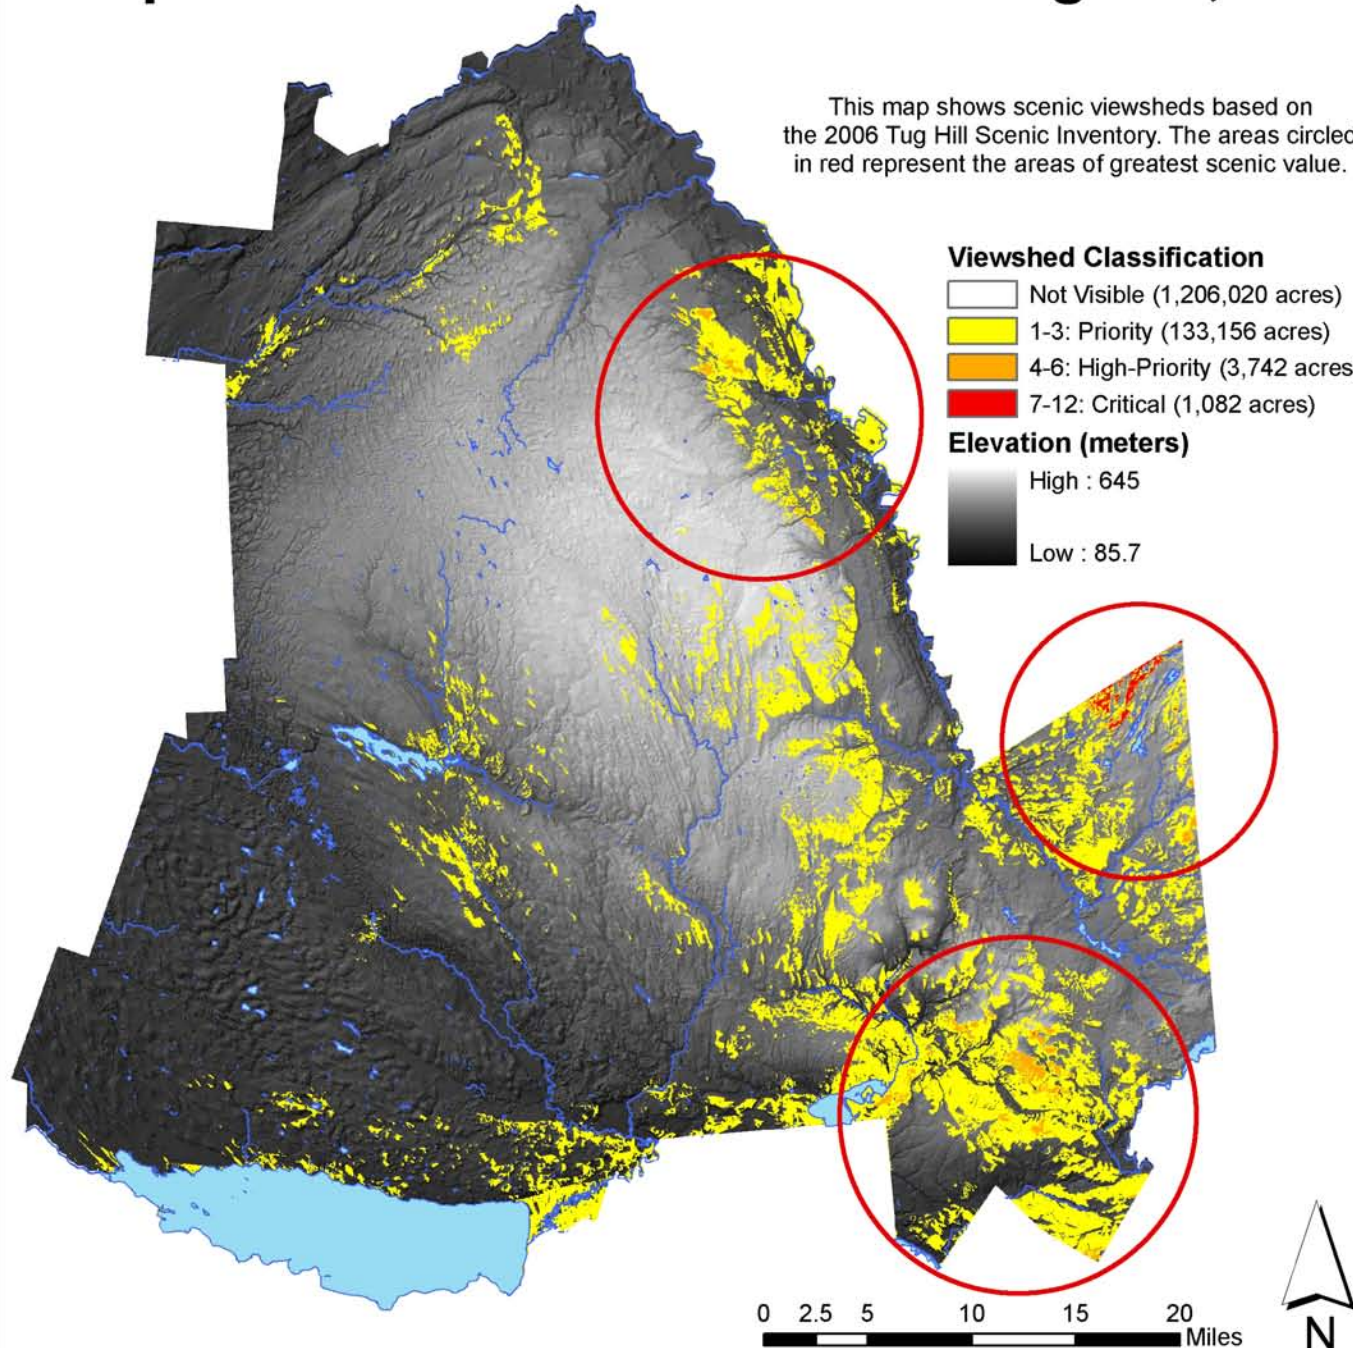 This map shows scenic viewsheds based on
the 2006 Tug Hill Scenic Inventory. The areas circled
in red represent the areas of greatest scenic value.
Viewshed Classification
Not Visible (1,206,020 acres)
1-3: Priority (133,156 acres)
4-6: High-Priority (3,742 acres
7-12: Critical (1,082 acres)
Elevation (meters)
High : 645
Low : 85.7
0 2.5 5 10 15 20
Miles
N